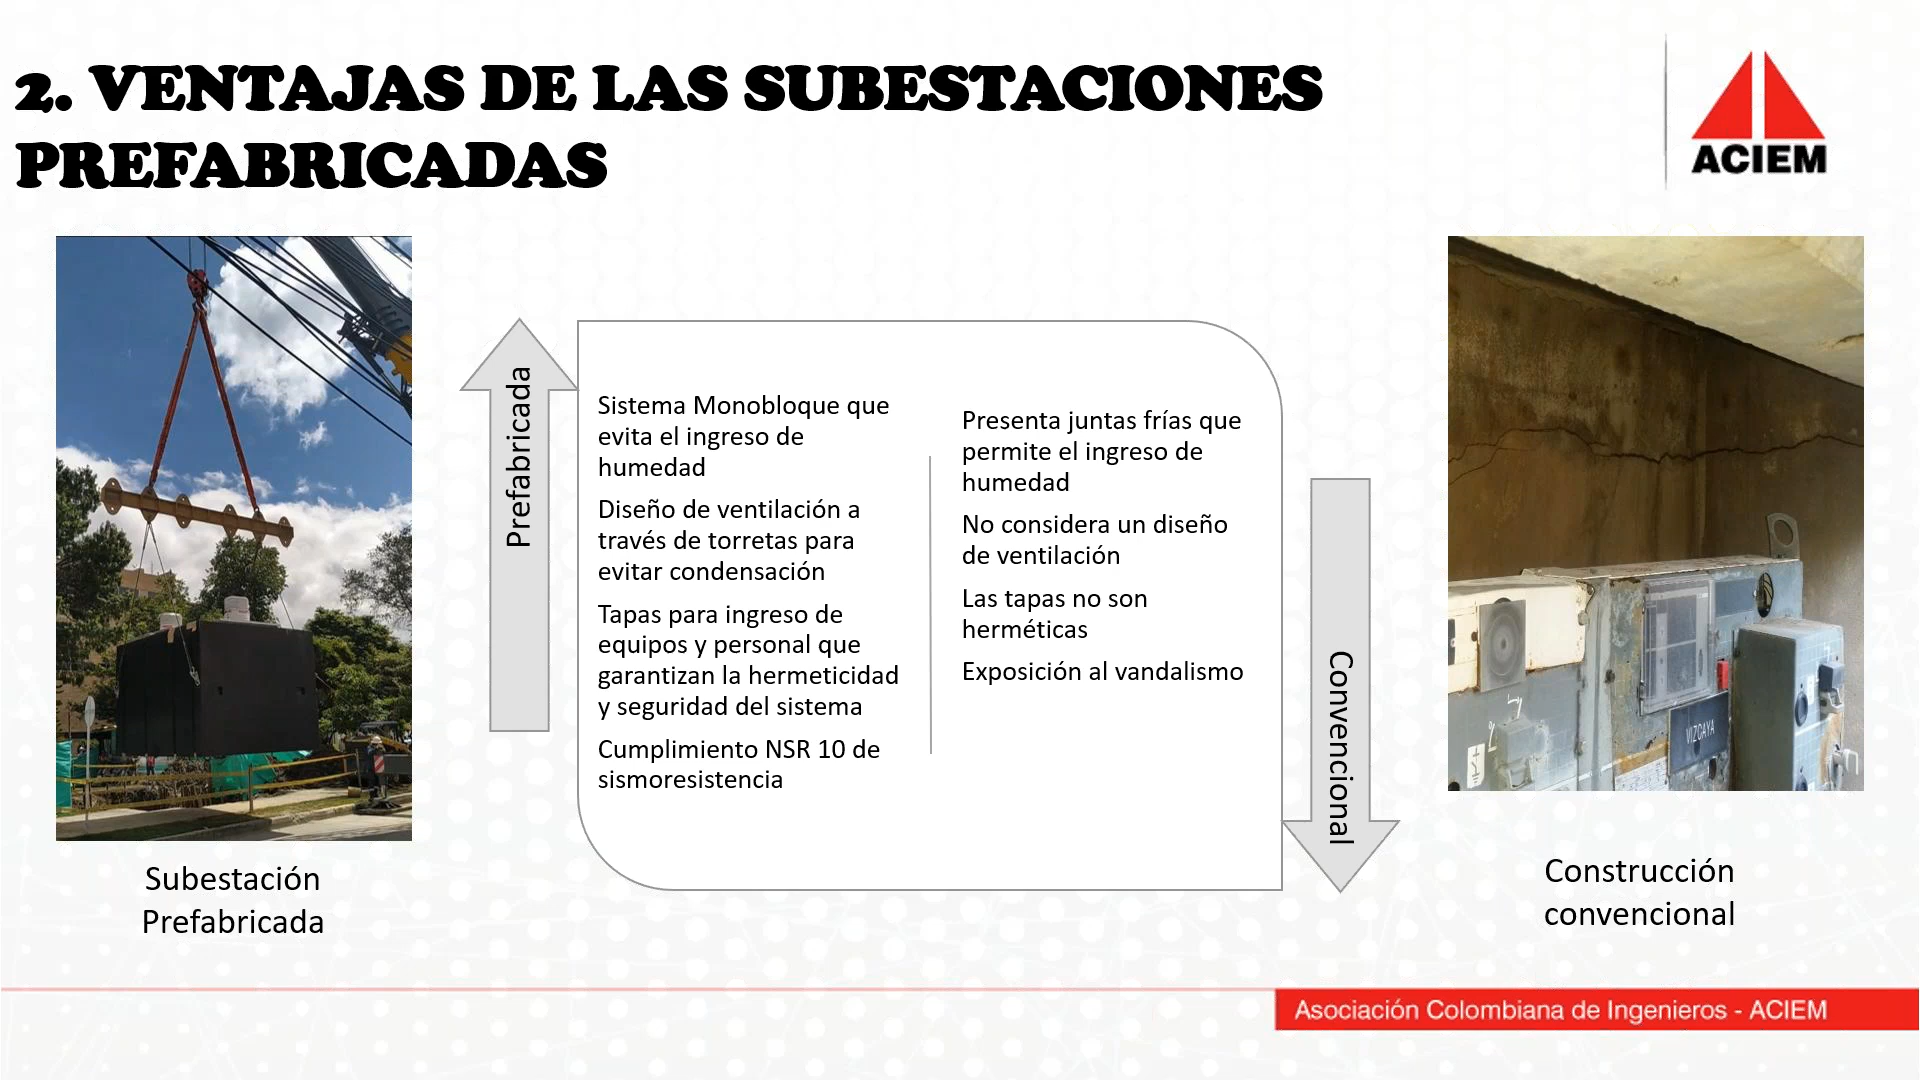 2. VENTAJAS DE LAS SUBESTACIONES
PREFABRICADAS
ACIEM
Prefabricada
Sistema Monobloque que
evita el ingreso de
humedad
Diseño de ventilación a
través de torretas para
evitar condensación
Tapas para ingreso de
equipos y personal que
garantizan la hermeticidad
y seguridad del sistema
Cumplimiento NSR 10 de
sismoresistencia
Presenta juntas frías que
permite el ingreso de
humedad
No considera un diseño
de ventilación
Las tapas no son
herméticas
Exposición al vandalismo
Convencional
VIZCAYA
Subestación
Prefabricada
Construcción
convencional
Asociación Colombiana de Ingenieros - ACIEM